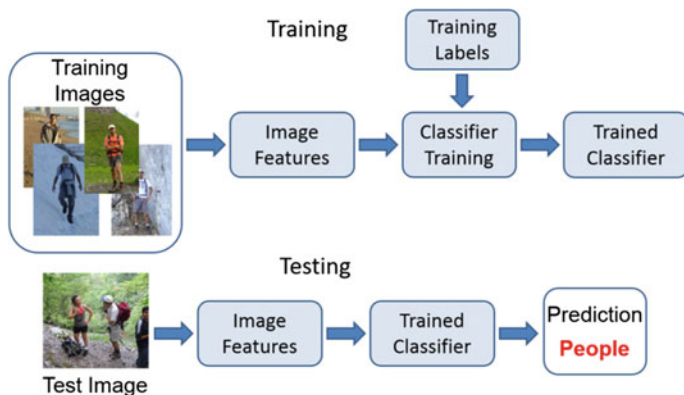 Training
Training
Labels
Training
Images
Image
Features
Classifier
Training
Trained
Classifier
Testing
Image
Features
Trained
Classifier
Prediction
People
Test Image